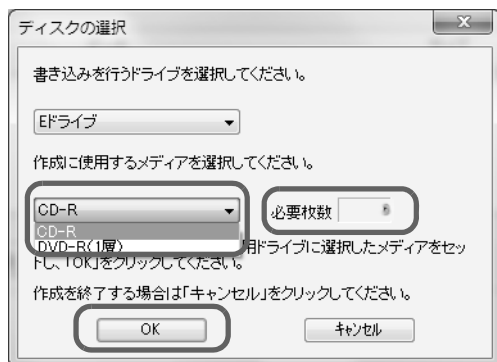 ディスクの選択
書き込みを行うドライブを選択してください。
Eドライブ
作成に使用するメディアを選択してください。
CD-R
必要枚数
CD-R
DVD-R(1層)
用ドライブに選択したメディアをセッ
トし、「OK」をクリックしてください。
作成を終了する場合は「キャンセル」をクリックしてください。
OK
キャンセル